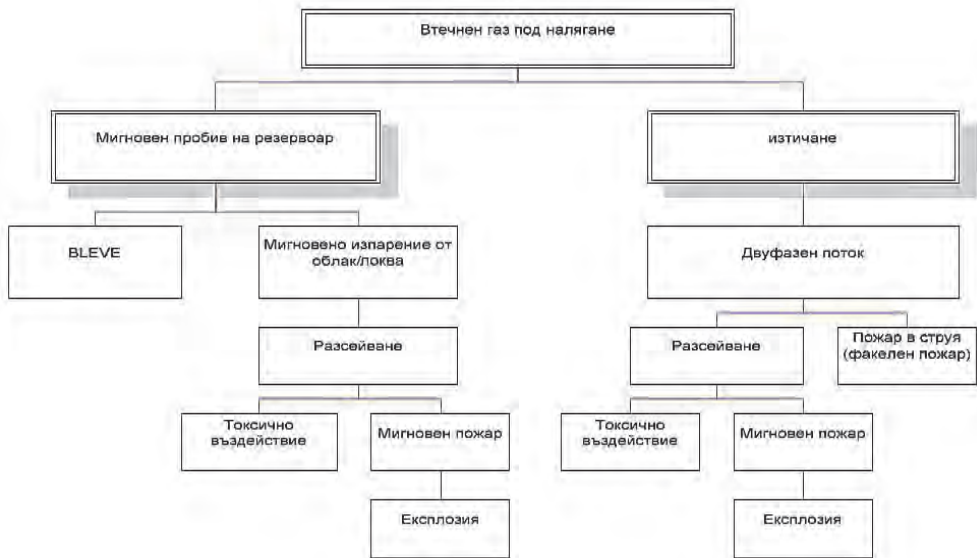 Втечнен газ под налягане
Мигновен пробив на резервоар
изтичане
BLEVE
Мигновено изпарение от
облак/локва
Двуфазен поток
Разсейване
Разсейване
Пожар в струя
(факелен пожар)
Токсично
въздействие
Мигновен пожар
Токсично
въздействие
Мигновен пожар
Експлозия
Експлозия